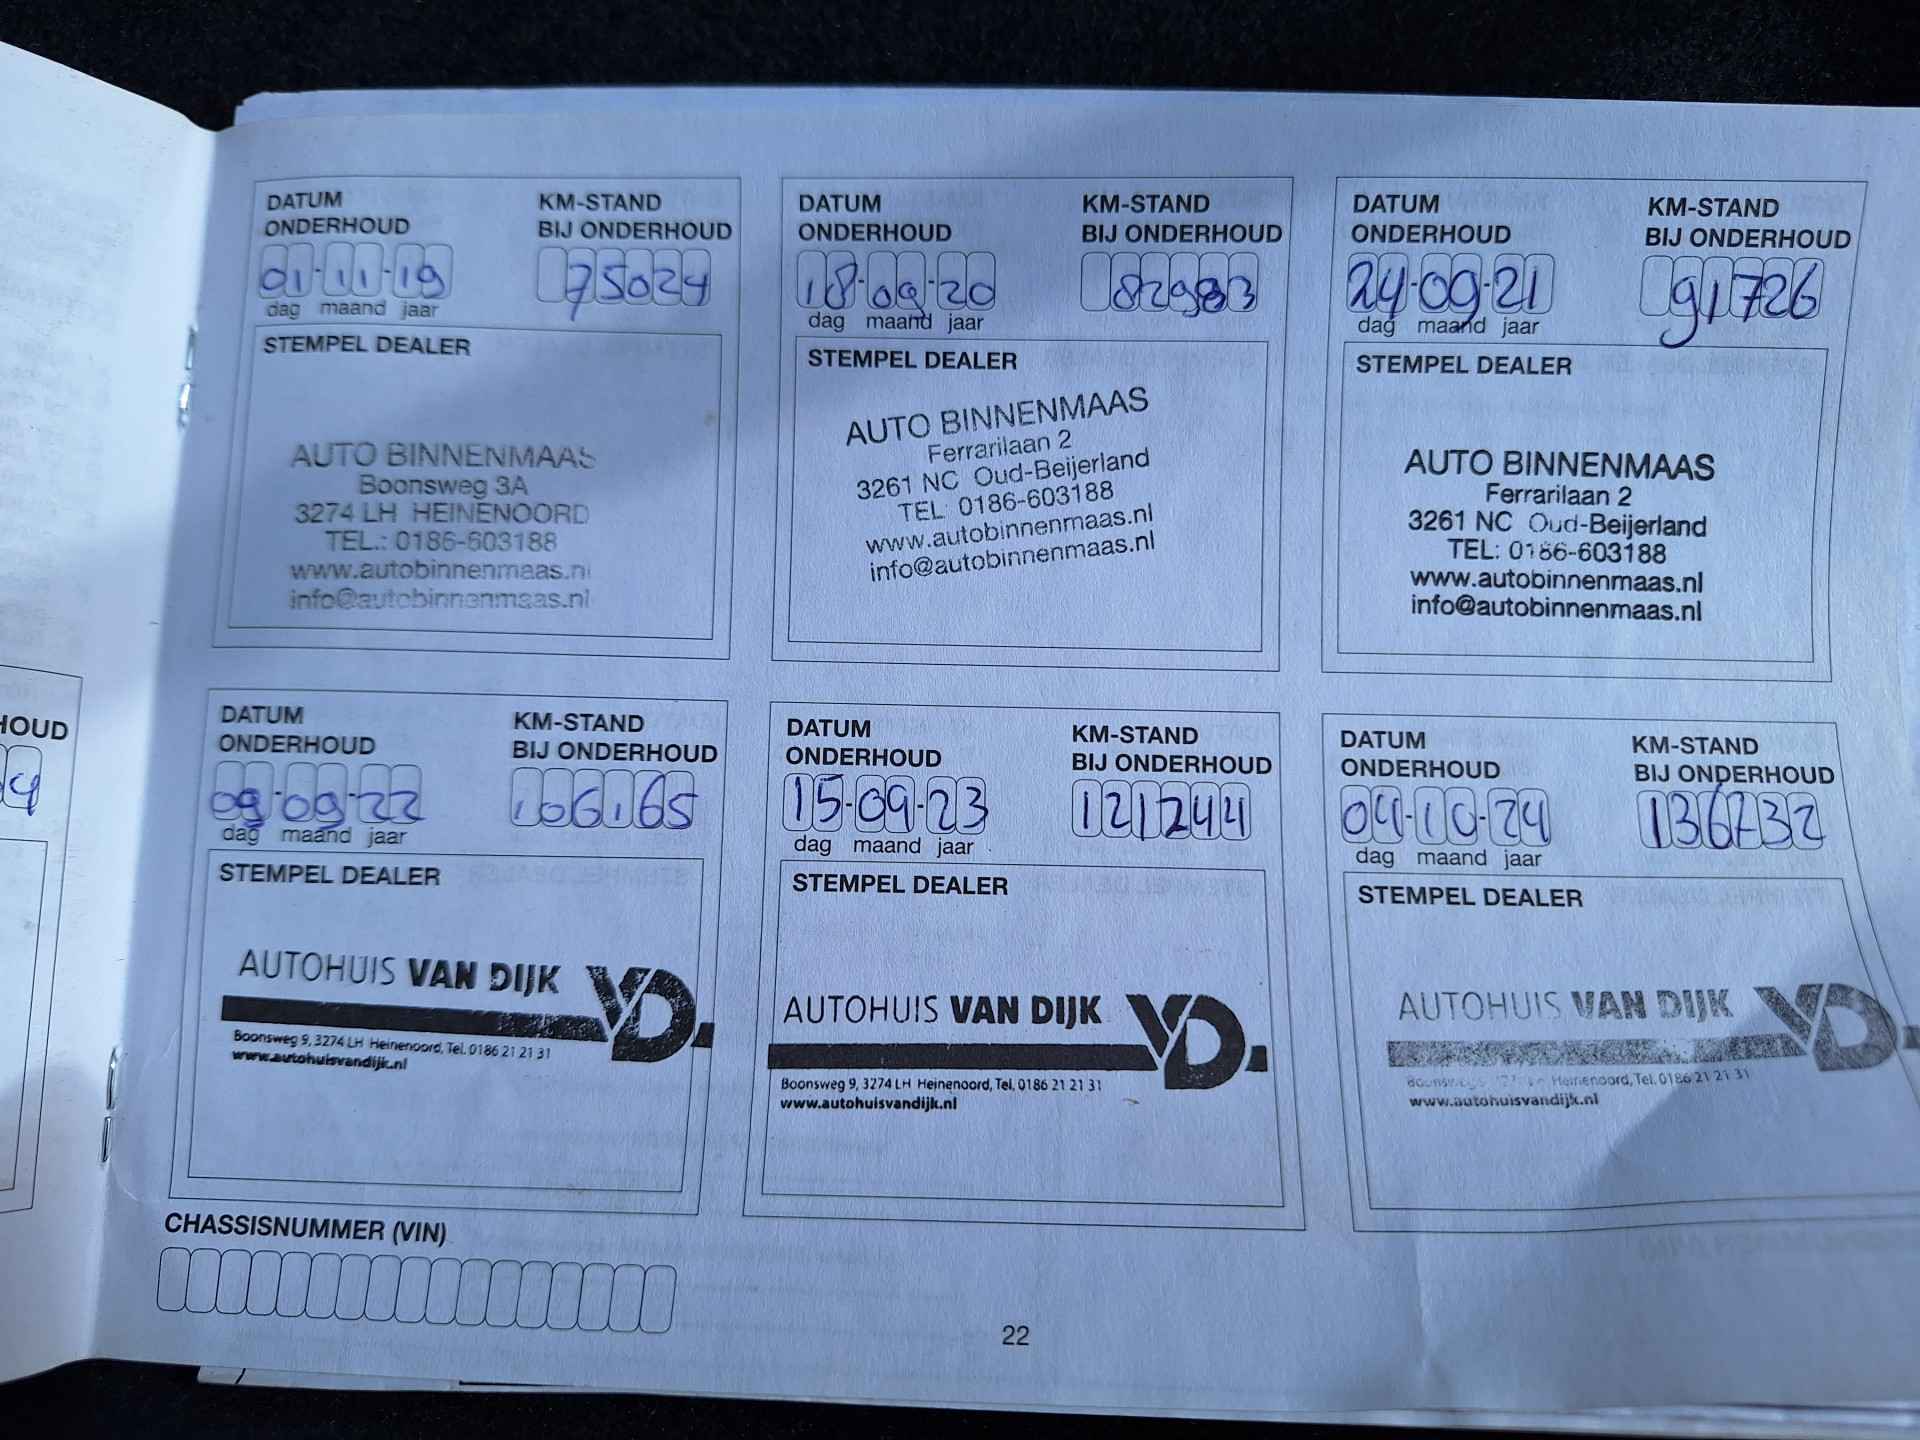 HOUD
4
DATUM
ONDERHOUD
KM-STAND
BIJ ONDERHOUD
01-11-19
75024
dag maand jaar
STEMPEL DEALER
AUTO BINNENMAAS
Boonsweg 3A
3274 LH HEINENOORD
TEL.: 0186-603188
www.autobinnenmaas.nl
info@autobinnenmaas.nl
DATUM
ONDERHOUD
KM-STAND
BIJ ONDERHOUD
18-09-20
82983
dag maand jaar
STEMPEL DEALER
AUTO BINNENMAAS
Ferrarilaan 2
3261 NC Oud-Beijerland
TEL: 0186-603188
www.autobinnenmaas.nl
info@autobinnenmaas.nl
DATUM
ONDERHOUD
KM-STAND
BIJ ONDERHOUD
24-09-21
91726
dag maand jaar
STEMPEL DEALER
AUTO BINNENMAAS
Ferrarilaan 2
3261 NC Oud-Beijerland
TEL: 0186-603188
www.autobinnenmaas.nl
info@autobinnenmaas.nl
DATUM
ONDERHOUD
KM-STAND
BIJ ONDERHOUD
09-09-22
106165
dag maand jaar
STEMPEL DEALER
AUTOHUIS VAN DIJK VD
Boonsweg 9, 3274 LH Heinenoord, Tel. 0186 21 21 31
www.autohuisvandijk.nl
DATUM
ONDERHOUD
KM-STAND
BIJ ONDERHOUD
15-09-23
121244
dag maand jaar
STEMPEL DEALER
AUTOHUIS VAN DIJK VD
Boonsweg 9, 3274 LH Heinenoord, Tel. 0186 21 21 31
www.autohuisvandijk.nl
DATUM
ONDERHOUD
KM-STAND
BIJ ONDERHOUD
04-10-24
136732
dag maand jaar
STEMPEL DEALER
AUTOHUIS VAN DIJK VD
Boonsweg Heinenoord, Tel. 0186 21 21 31
www.autohuisvandijk.nl
CHASSISNUMMER (VIN)
22